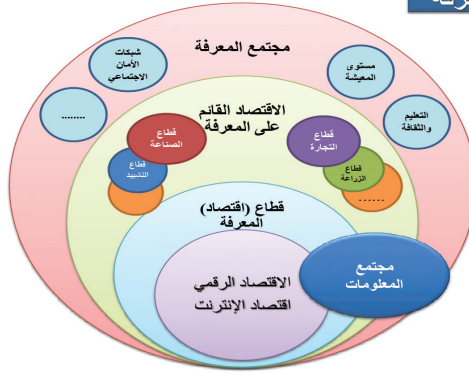 مجتمع المعرفة
شبكات
الأمان
الاجتماعي
مستوى
المعيشة
........
التعليم
والثقافة
الاقتصاد القائم
على المعرفة
قطاع
الصناعة
قطاع
التجارة
قطاع
التشييد
قطاع
الزراعة
......
قطاع (اقتصاد)
المعرفة
مجتمع
المعلومات
الاقتصاد الرقمي
اقتصاد الإنترنت